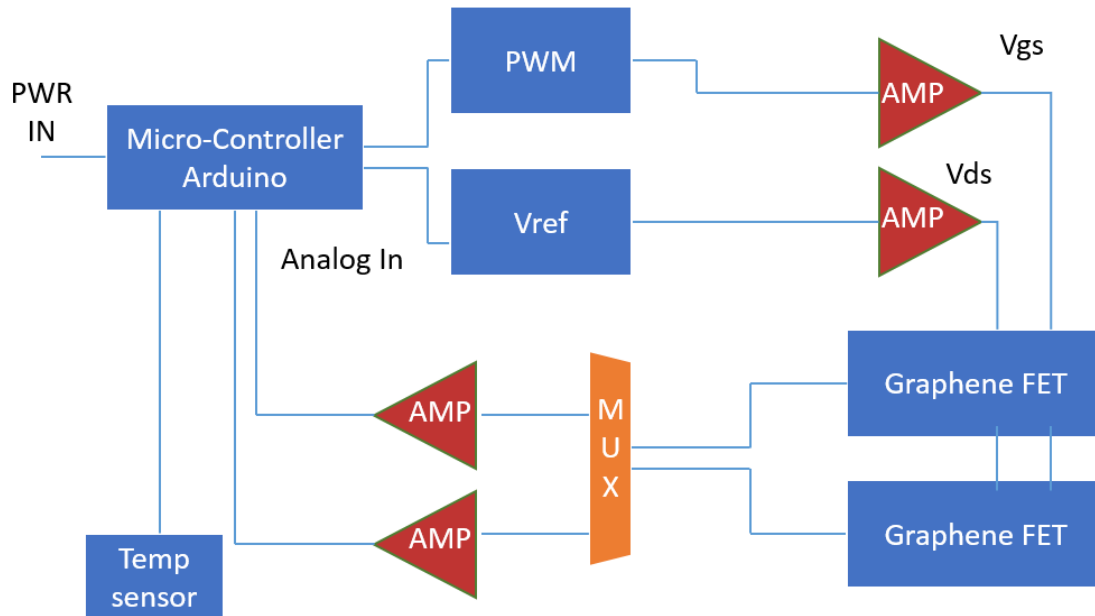 PWM
Vgs
PWR
IN
AMP
Micro-Controller
Arduino
Vds
Vref
AMP
Analog In
Graphene FET
AMP
M
U
X
AMP
Graphene FET
Temp
sensor